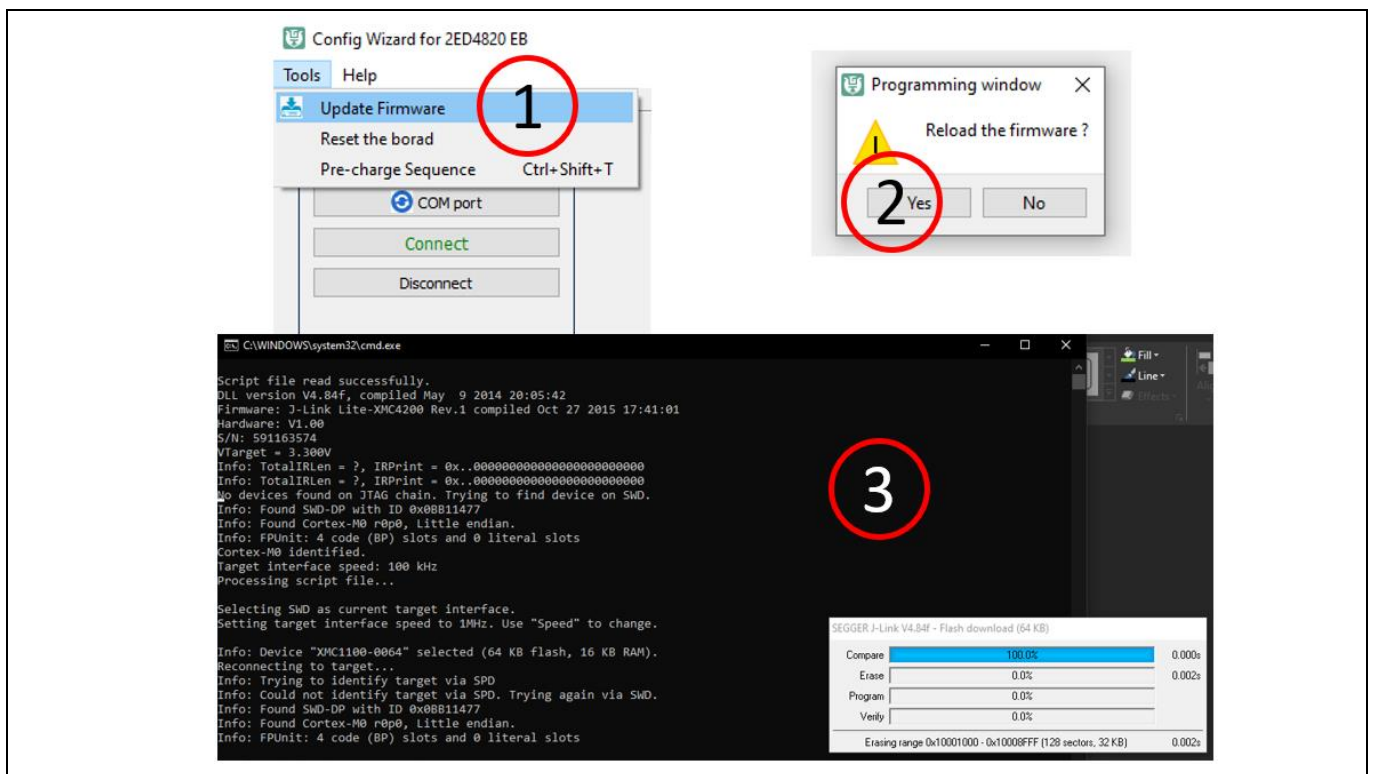 Config Wizard for 2ED4820 EB
Tools Help
Update Firmware
Reset the borad
Pre-charge Sequence Ctrl+Shift+T
COM port
Connect
Disconnect
1
Programming window
Reload the firmware ?
Yes No
2
C:\WINDOWS\system32\cmd.exe
Script file read successfully.
DLL version V4.84f, compiled May  9 2014 20:05:42
Firmware: J-Link Lite-XMC4200 Rev.1 compiled Oct 27 2015 17:41:01
Hardware: V1.00
S/N: 591163574
VTarget = 3.300V
Info: TotalIRLen = ?, IRPrint = 0x..000000000000000000000000
Info: TotalIRLen = ?, IRPrint = 0x..000000000000000000000000
No devices found on JTAG chain. Trying to find device on SWD.
Info: Found SWD-DP with ID 0x0BB11477
Info: Found Cortex-M0 r0p0, Little endian.
Info: FPUnit: 4 code (BP) slots and 0 literal slots
Cortex-M0 identified.
Target interface speed: 100 kHz
Processing script file...
Selecting SWD as current target interface.
Setting target interface speed to 1MHz. Use "Speed" to change.
Info: Device "XMC1100-0064" selected (64 KB flash, 16 KB RAM).
Reconnecting to target...
Info: Trying to identify target via SPD
Info: Could not identify target via SPD. Trying again via SWD.
Info: Found SWD-DP with ID 0x0BB11477
Info: Found Cortex-M0 r0p0, Little endian.
Info: FPUnit: 4 code (BP) slots and 0 literal slots
3
Fill
Line
Effects
SEGGER J-Link V4.84f - Flash download (64 KB)
Compare 100.0% 0.000s
Erase 0.0% 0.002s
Program 0.0%
Verify 0.0%
Erasing range 0x10001000 - 0x10008FFF (128 sectors, 32 KB) 0.002s